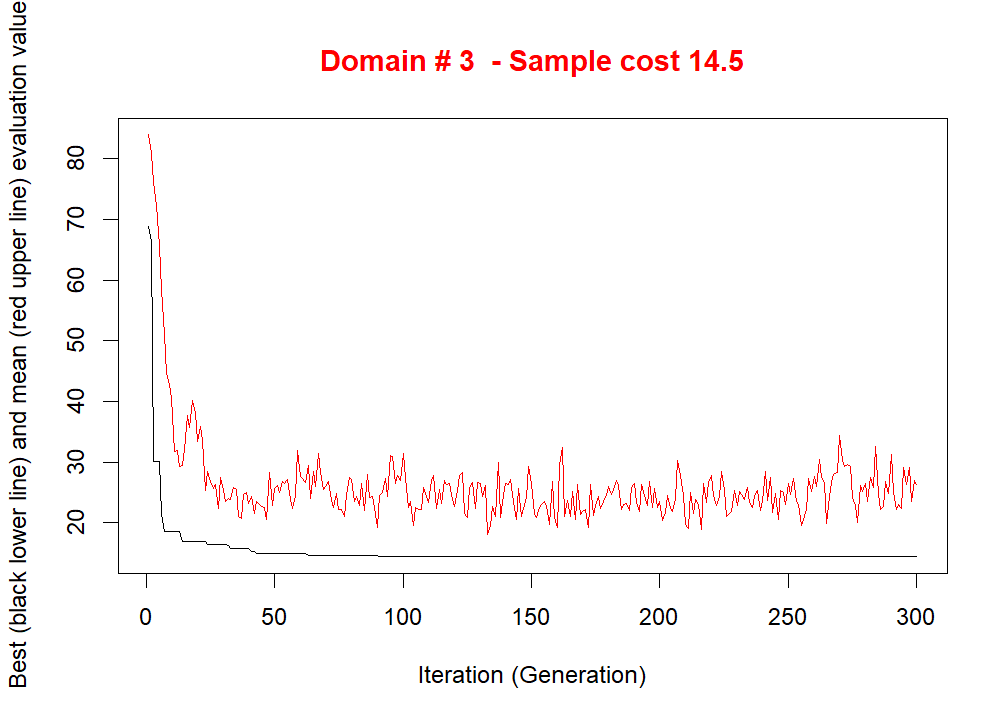 Domain # 3  - Sample cost 14.5
Best (black lower line) and mean (red upper line) evaluation value
80
70
60
50
40
30
20
0 50 100 150 200 250 300
Iteration (Generation)